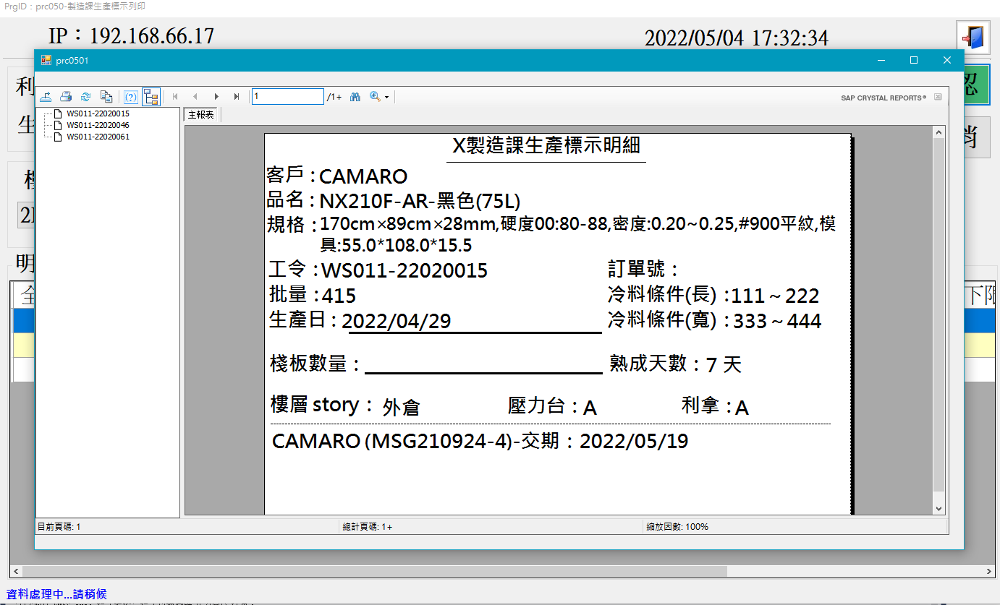 PrgID：prc050-製造課生產標示列印
IP：192.168.66.17
2022/05/04 17:32:34
prc0501
1
/1+
SAP CRYSTAL REPORTS®
WS011-22020015
WS011-22020046
WS011-22020061
主報表
X製造課生產標示明細
客戶：CAMARO
品名：NX210F-AR-黑色(75L)
規格：170cm×89cm×28mm,硬度00:80-88,密度:0.20~0.25,#900平紋,模
具:55.0*108.0*15.5
工令：WS011-22020015
訂單號：
批量：415
冷料條件(長)：111～222
生產日：2022/04/29
冷料條件(寬)：333～444
棧板數量：
熟成天數：7 天
樓層 story： 外倉
壓力台：A
利拿：A
CAMARO (MSG210924-4)-交期：2022/05/19
目前頁碼: 1
總計頁碼: 1+
縮放因數: 100%
利
生
明
全
下限
資料處理中...請稍候